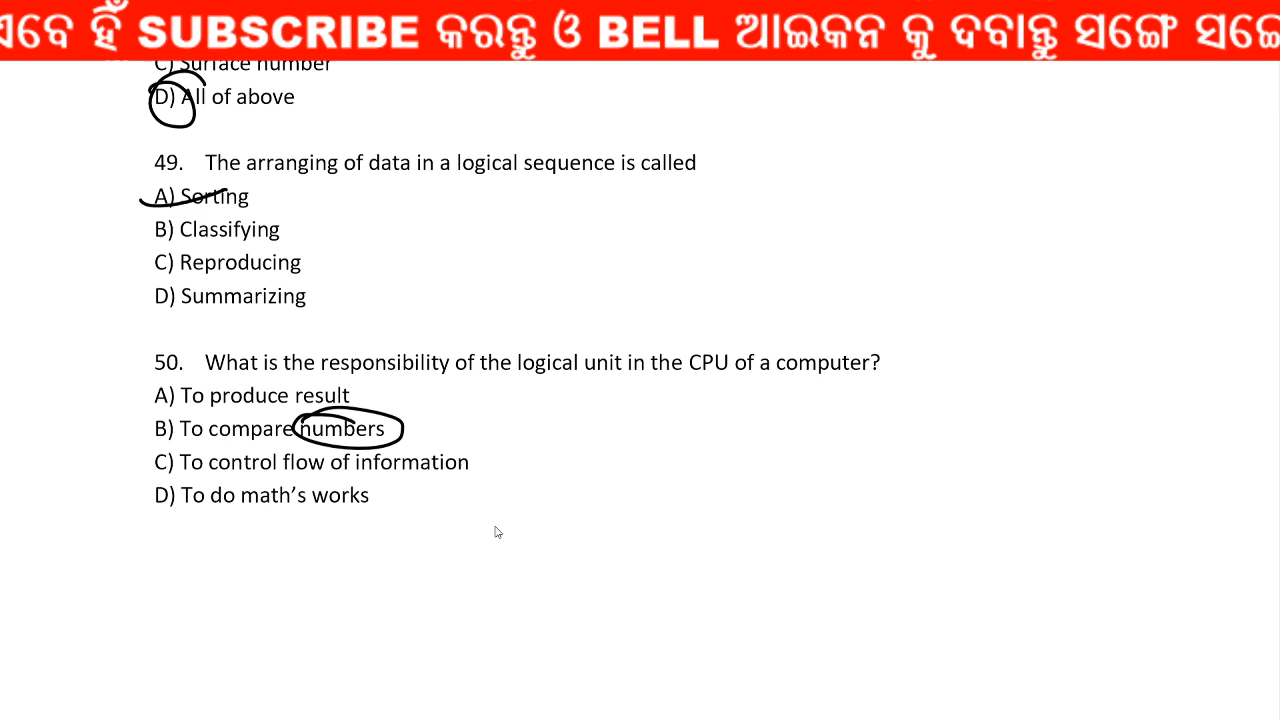 ଏବେ ହିଁ SUBSCRIBE କରନ୍ତୁ ଓ BELL ଆଇକନ କୁ ଦବାନ୍ତୁ ସଙ୍ଗେ ସଙ୍ଗେ
C) Surface number
D) All of above
49. The arranging of data in a logical sequence is called
A) Sorting
B) Classifying
C) Reproducing
D) Summarizing
50. What is the responsibility of the logical unit in the CPU of a computer?
A) To produce result
B) To compare numbers
C) To control flow of information
D) To do math’s works